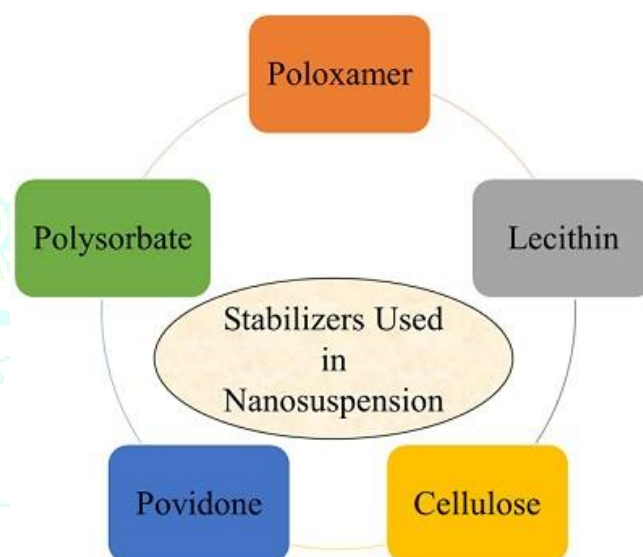 Poloxamer
Polysorbate
Lecithin
Stabilizers Used
in
Nanosuspension
Povidone
Cellulose